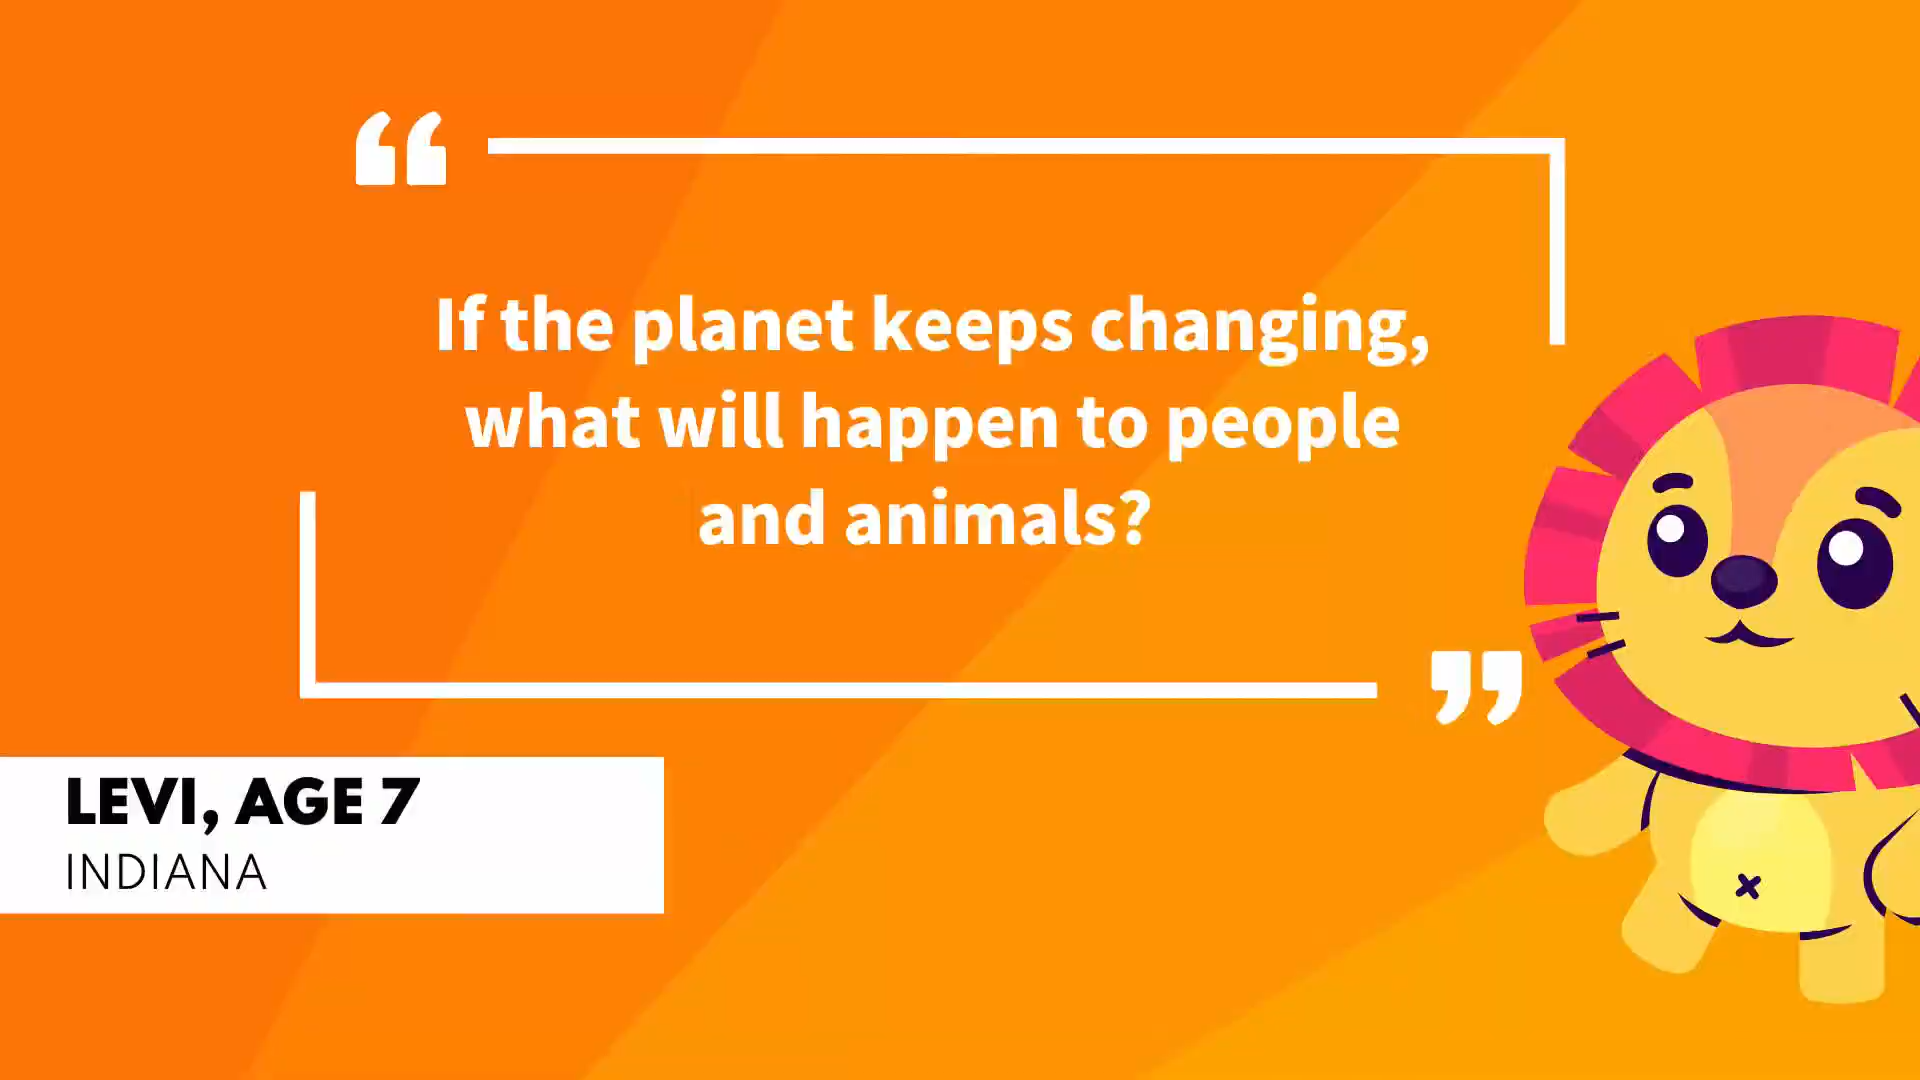 “
If the planet keeps changing,
what will happen to people
and animals?
”
LEVI, AGE 7
INDIANA